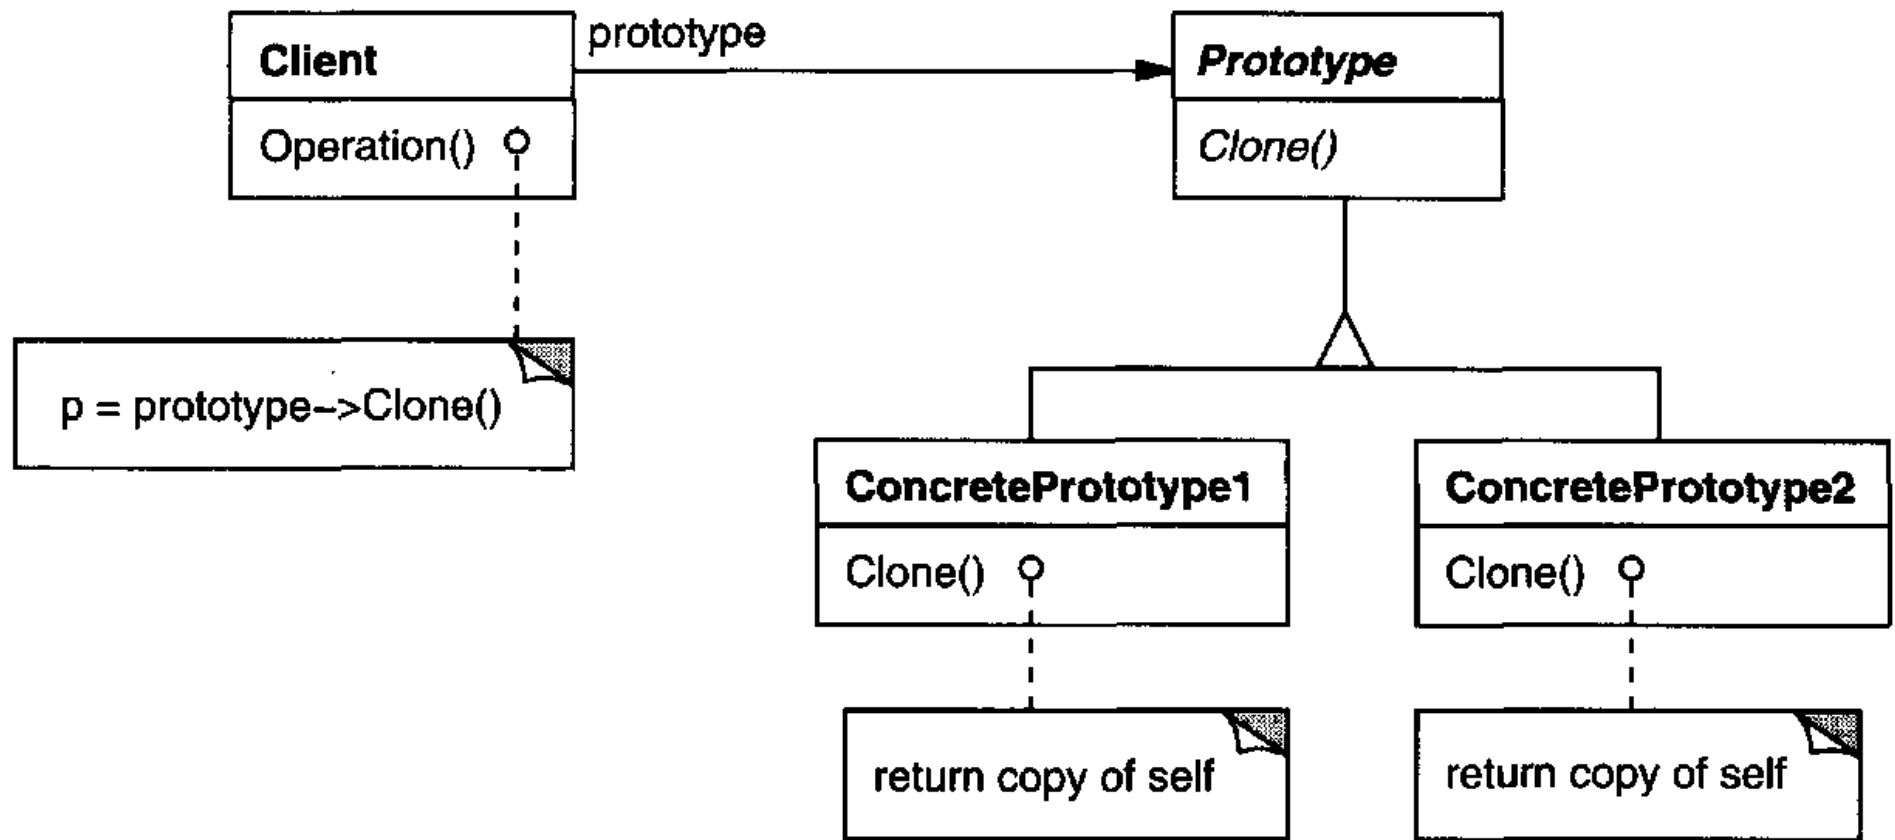 Client
prototype
Prototype
Operation()
Clone()
p = prototype->Clone()
ConcretePrototype1
ConcretePrototype2
Clone()
Clone()
return copy of self
return copy of self